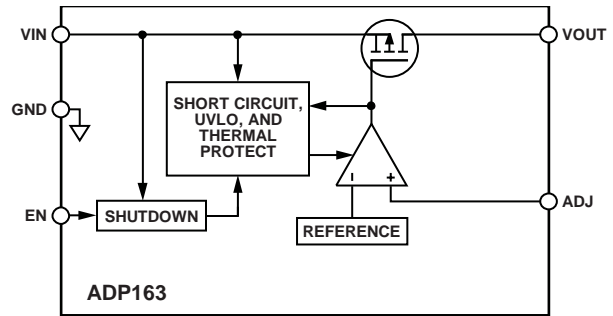 VIN
VOUT
GND
SHORT CIRCUIT,
UVLO, AND
THERMAL
PROTECT
EN
SHUTDOWN
– +
REFERENCE
ADJ
ADP163